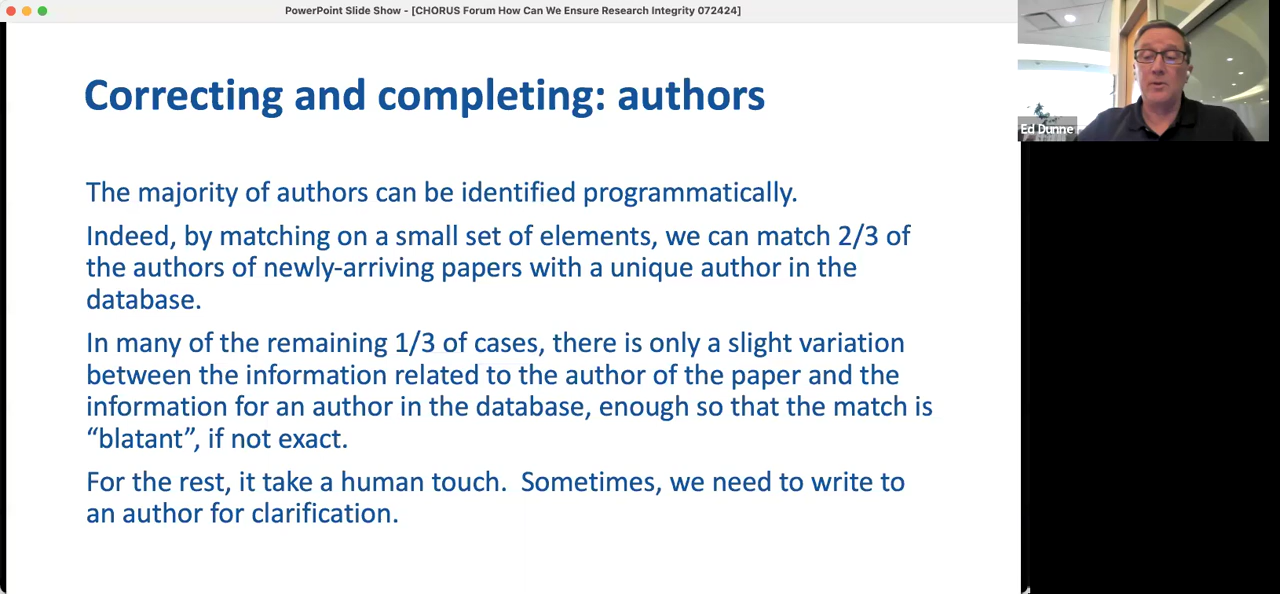 PowerPoint Slide Show - [CHORUS Forum How Can We Ensure Research Integrity 072424]
Correcting and completing: authors
Ed Dunne
The majority of authors can be identified programmatically.
Indeed, by matching on a small set of elements, we can match 2/3 of
the authors of newly-arriving papers with a unique author in the
database.
In many of the remaining 1/3 of cases, there is only a slight variation
between the information related to the author of the paper and the
information for an author in the database, enough so that the match is
“blatant”, if not exact.
For the rest, it take a human touch.  Sometimes, we need to write to
an author for clarification.